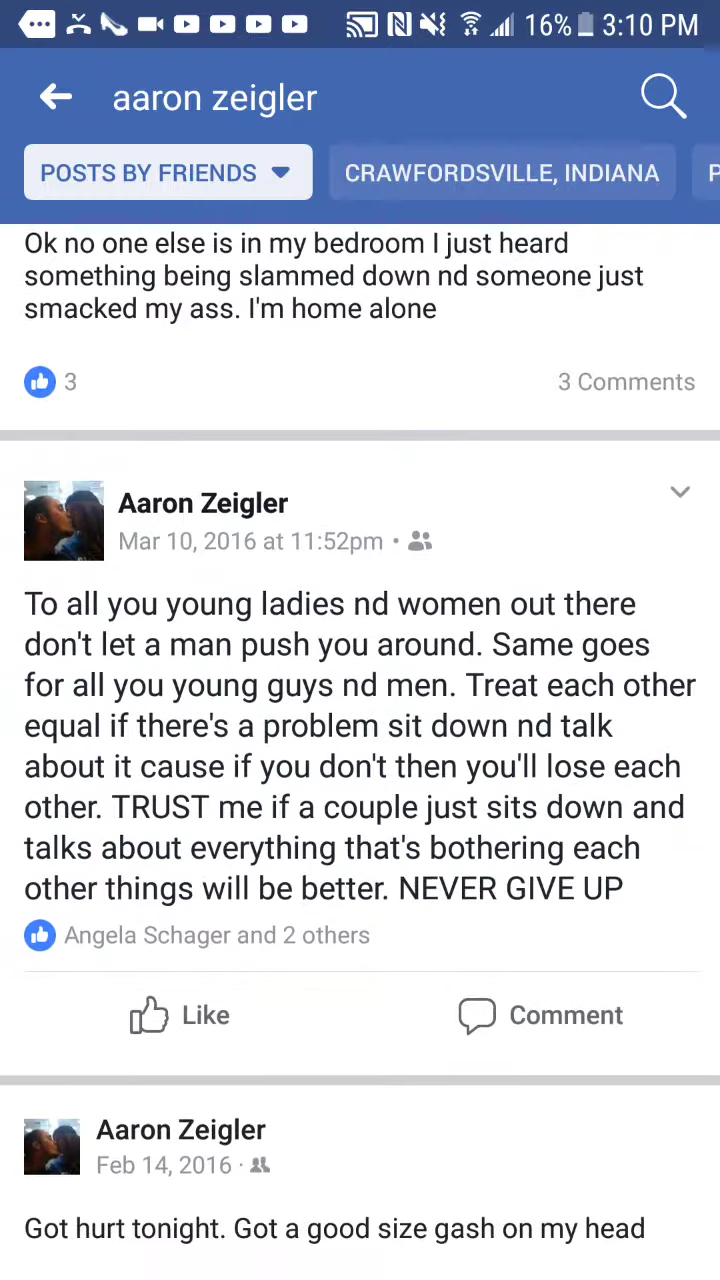 16% 3:10 PM
aaron zeigler
POSTS BY FRIENDS CRAWFORDSVILLE, INDIANA P
Ok no one else is in my bedroom I just heard
something being slammed down nd someone just
smacked my ass. I'm home alone
3 3 Comments
Aaron Zeigler
Mar 10, 2016 at 11:52pm •
To all you young ladies nd women out there
don't let a man push you around. Same goes
for all you young guys nd men. Treat each other
equal if there's a problem sit down nd talk
about it cause if you don't then you'll lose each
other. TRUST me if a couple just sits down and
talks about everything that's bothering each
other things will be better. NEVER GIVE UP
Angela Schager and 2 others
Like Comment
Aaron Zeigler
Feb 14, 2016 ·
Got hurt tonight. Got a good size gash on my head